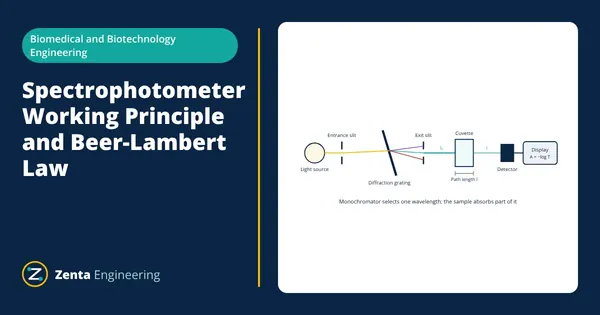 Biomedical and Biotechnology
Engineering
Spectrophotometer
Working Principle
and Beer-Lambert
Law
Zenta Engineering
Entrance slit
Exit slit
Cuvette
Display
A = -log T
I₀
I
Light source
Diffraction grating
Path length l
Detector
Monochromator selects one wavelength; the sample absorbs part of it